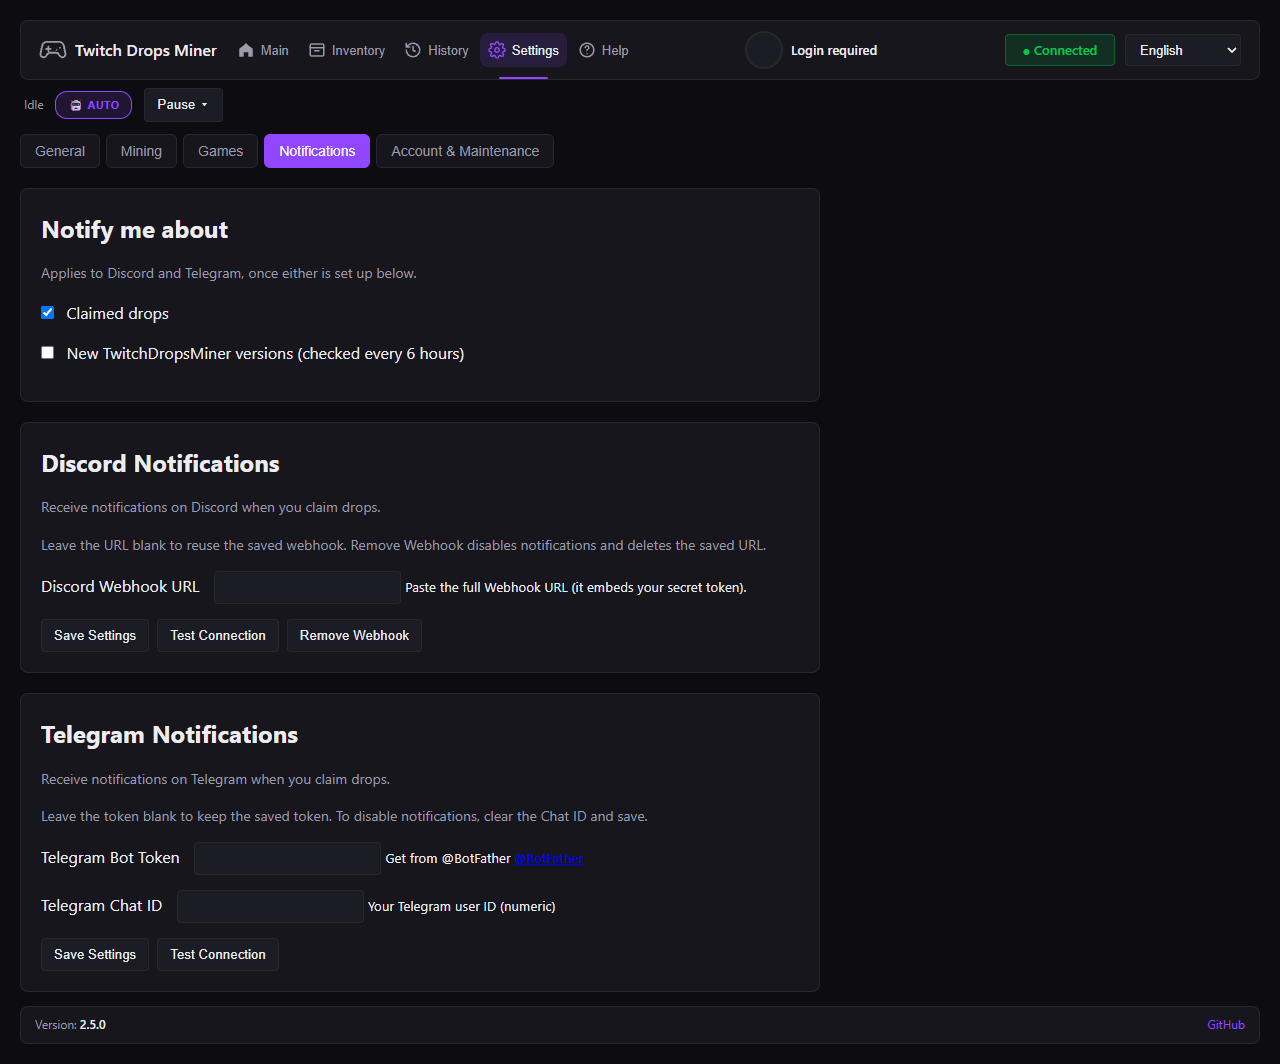 Twitch Drops Miner
Main
Inventory
History
Settings
Help
Login required
● Connected
English
Idle
AUTO
Pause
General
Mining
Games
Notifications
Account & Maintenance
Notify me about
Applies to Discord and Telegram, once either is set up below.
Claimed drops
New TwitchDropsMiner versions (checked every 6 hours)
Discord Notifications
Receive notifications on Discord when you claim drops.
Leave the URL blank to reuse the saved webhook. Remove Webhook disables notifications and deletes the saved URL.
Discord Webhook URL
Paste the full Webhook URL (it embeds your secret token).
Save Settings
Test Connection
Remove Webhook
Telegram Notifications
Receive notifications on Telegram when you claim drops.
Leave the token blank to keep the saved token. To disable notifications, clear the Chat ID and save.
Telegram Bot Token
Get from @BotFather @BotFather
Telegram Chat ID
Your Telegram user ID (numeric)
Save Settings
Test Connection
Version: 2.5.0
GitHub